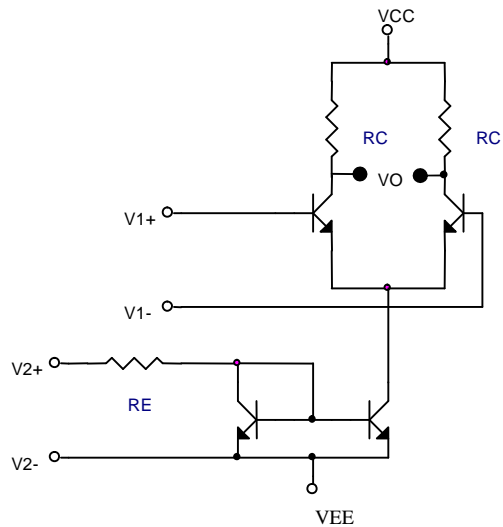 VCC
RC
RC
VO
V1+
V1-
V2+
RE
V2-
VEE